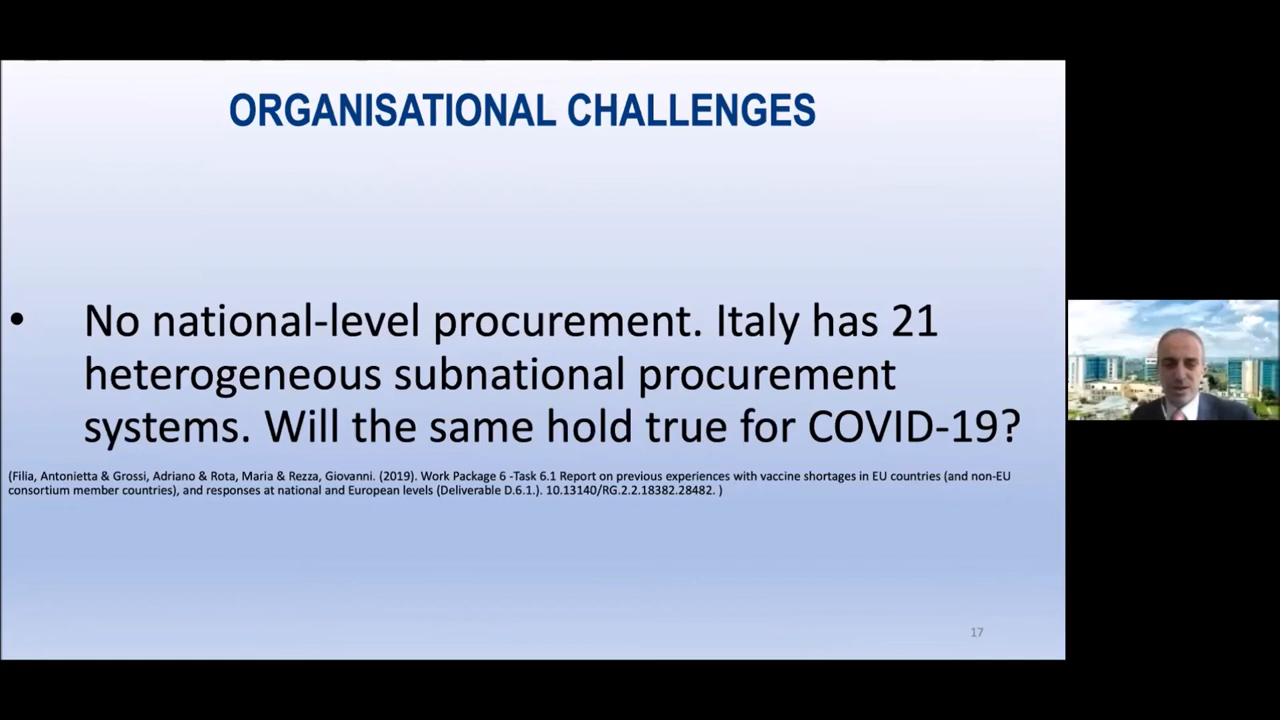 ORGANISATIONAL CHALLENGES
• No national-level procurement. Italy has 21
heterogeneous subnational procurement
systems. Will the same hold true for COVID-19?
(Filia, Antonietta & Grossi, Adriano & Rota, Maria & Rezza, Giovanni. (2019). Work Package 6 -Task 6.1 Report on previous experiences with vaccine shortages in EU countries (and non-EU
consortium member countries), and responses at national and European levels (Deliverable D.6.1.). 10.13140/RG.2.2.18382.28482. )
17